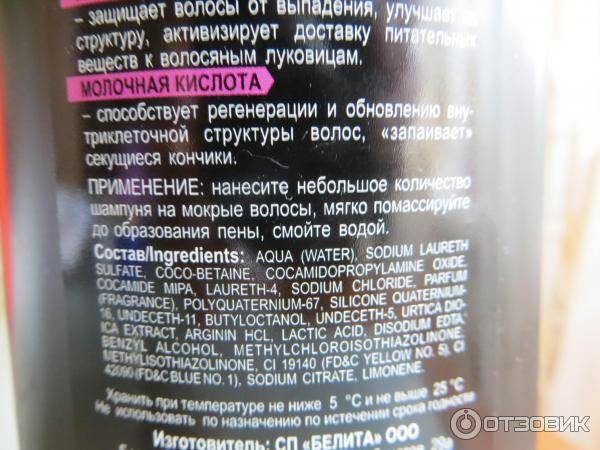 – защищает волосы от выпадения, улучшает их
структуру, активизирует доставку питательных
веществ к волосяным луковицам.
МОЛОЧНАЯ КИСЛОТА
– способствует регенерации и обновлению вну-
триклеточной структуры волос, «запаивает»
секущиеся кончики.
ПРИМЕНЕНИЕ: нанесите небольшое количество
шампуня на мокрые волосы, мягко помассируйте
до образования пены, смойте водой.
Состав/Ingredients: AQUA (WATER), SODIUM LAURETH
SULFATE, COCO-BETAINE, COCAMIDOPROPYLAMINE OXIDE,
COCAMIDE MIPA, LAURETH-4, SODIUM CHLORIDE, PARFUM
(FRAGRANCE), POLYQUATERNIUM-67, SILICONE QUATERNIUM-
16, UNDECETH-11, BUTYLOCTANOL, UNDECETH-5, URTICA DIO-
ICA EXTRACT, ARGININ HCL, LACTIC ACID, DISODIUM EDTA,
BENZYL ALCOHOL, METHYLCHLOROISOTHIAZOLINONE,
METHYLISOTHIAZOLINONE, CI 19140 (FD&C YELLOW NO. 5), CI
42090 (FD&C BLUE NO. 1), SODIUM CITRATE, LIMONENE.
Хранить при температуре не ниже 5 °С и не выше 25 °С
Не использовать по назначению по истечении срока годности
Изготовитель: СП «БЕЛИТА» ООО
29а
ОТЗОВИК